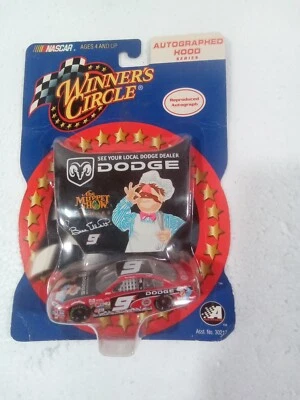 NASCAR
AGES 4 AND UP
AUTOGRAPHED
HOOD
SERIES
WINNER'S
CIRCLE
Reproduced
Autograph
SEE YOUR LOCAL DODGE DEALER
DODGE
the
MUPPET
SHOW
9
9
9
DODGE